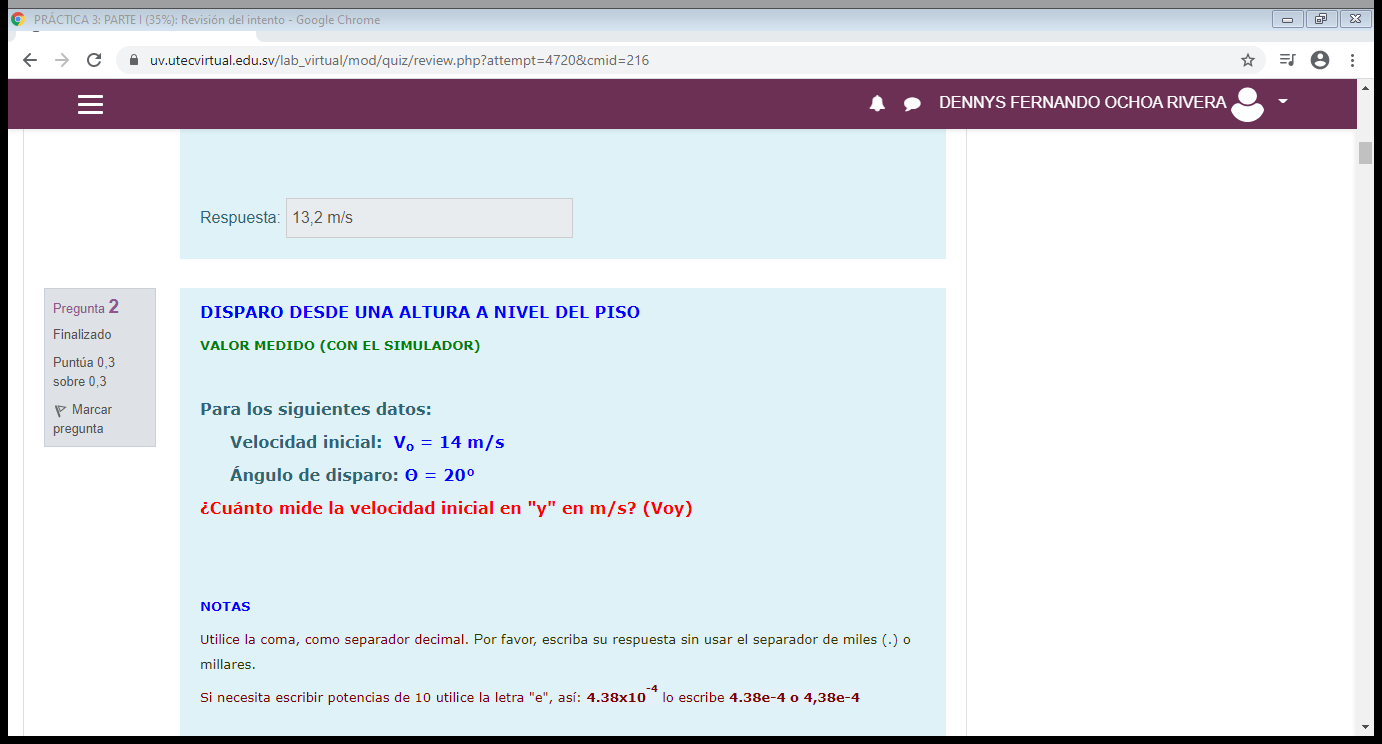 PRÁCTICA 3: PARTE I (35%): Revisión del intento - Google Chrome
uv.utecvirtual.edu.sv/lab_virtual/mod/quiz/review.php?attempt=4720&cmid=216
DENNYS FERNANDO OCHOA RIVERA
Respuesta: 13,2 m/s
Pregunta 2
Finalizado
Puntúa 0,3
sobre 0,3
Marcar
pregunta
DISPARO DESDE UNA ALTURA A NIVEL DEL PISO
VALOR MEDIDO (CON EL SIMULADOR)
Para los siguientes datos:
Velocidad inicial: Vo = 14 m/s
Ángulo de disparo: Θ = 20º
¿Cuánto mide la velocidad inicial en "y" en m/s? (Voy)
NOTAS
Utilice la coma, como separador decimal. Por favor, escriba su respuesta sin usar el separador de miles (.) o
millares.
Si necesita escribir potencias de 10 utilice la letra "e", así: 4.38x10-4 lo escribe 4.38e-4 o 4,38e-4